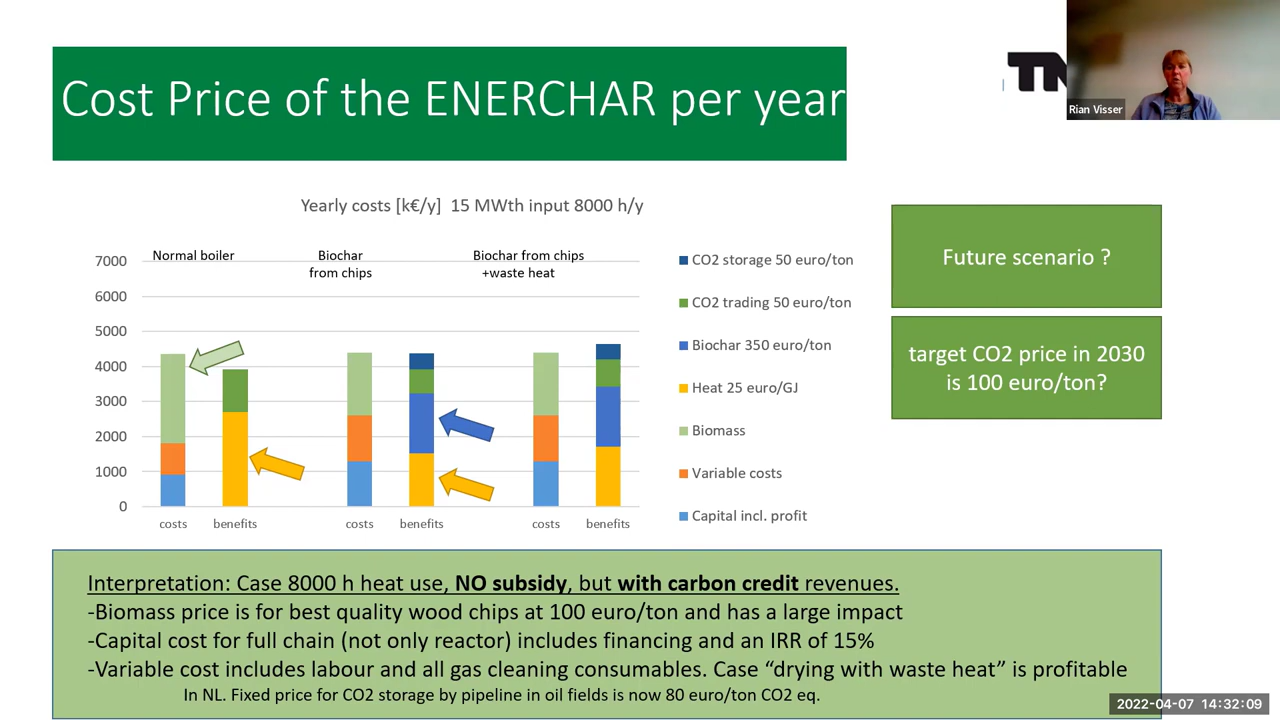 Cost Price of the ENERCHAR per year
TN
Rian Visser
Yearly costs [k€/y] 15 MWth input 8000 h/y
7000
6000
5000
4000
3000
2000
1000
0
Normal boiler
Biochar
from chips
Biochar from chips
+waste heat
costs
benefits
costs
benefits
costs
benefits
CO2 storage 50 euro/ton
CO2 trading 50 euro/ton
Biochar 350 euro/ton
Heat 25 euro/GJ
Biomass
Variable costs
Capital incl. profit
Future scenario ?
target CO2 price in 2030
is 100 euro/ton?
Interpretation: Case 8000 h heat use, NO subsidy, but with carbon credit revenues.
-Biomass price is for best quality wood chips at 100 euro/ton and has a large impact
-Capital cost for full chain (not only reactor) includes financing and an IRR of 15%
-Variable cost includes labour and all gas cleaning consumables. Case “drying with waste heat” is profitable
In NL. Fixed price for CO2 storage by pipeline in oil fields is now 80 euro/ton CO2 eq.
2022-04-07 14:32:09